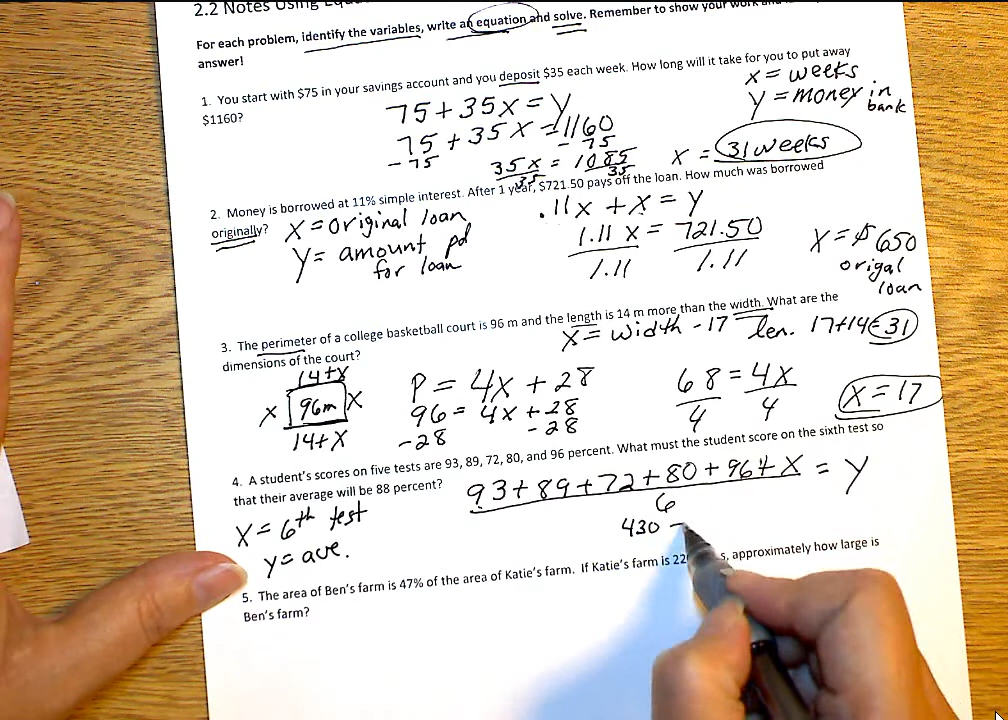 2.2 Notes Using
For each problem, identify the variables, write an equation and solve. Remember to show your work and
answer!
1. You start with $75 in your savings account and you deposit $35 each week. How long will it take for you to put away
$1160?
x = weeks
y = money in bank
75 + 35x = y
75 + 35x = 1160
-75 - 75
35x = 1085
35 35
x = 31 weeks
2. Money is borrowed at 11% simple interest. After 1 year, $721.50 pays off the loan. How much was borrowed
originally?
X = original loan
Y = amount pd
for loan
.11x + x = y
1.11 x = 721.50
1.11 1.11
X = $650
origal
loan
3. The perimeter of a college basketball court is 96 m and the length is 14 m more than the width. What are the
dimensions of the court?
X = width - 17 len. 17+14=31
14+x
X 96m X
14+X
P = 4x + 28
96 = 4x + 28
-28 - 28
68 = 4x
4 4
X = 17
4. A student's scores on five tests are 93, 89, 72, 80, and 96 percent. What must the student score on the sixth test so
that their average will be 88 percent?
93 + 89 + 72 + 80 + 96 + X = Y
6
X = 6th test
y = ave.
430
5. The area of Ben's farm is 47% of the area of Katie's farm. If Katie's farm is 22 s, approximately how large is
Ben's farm?